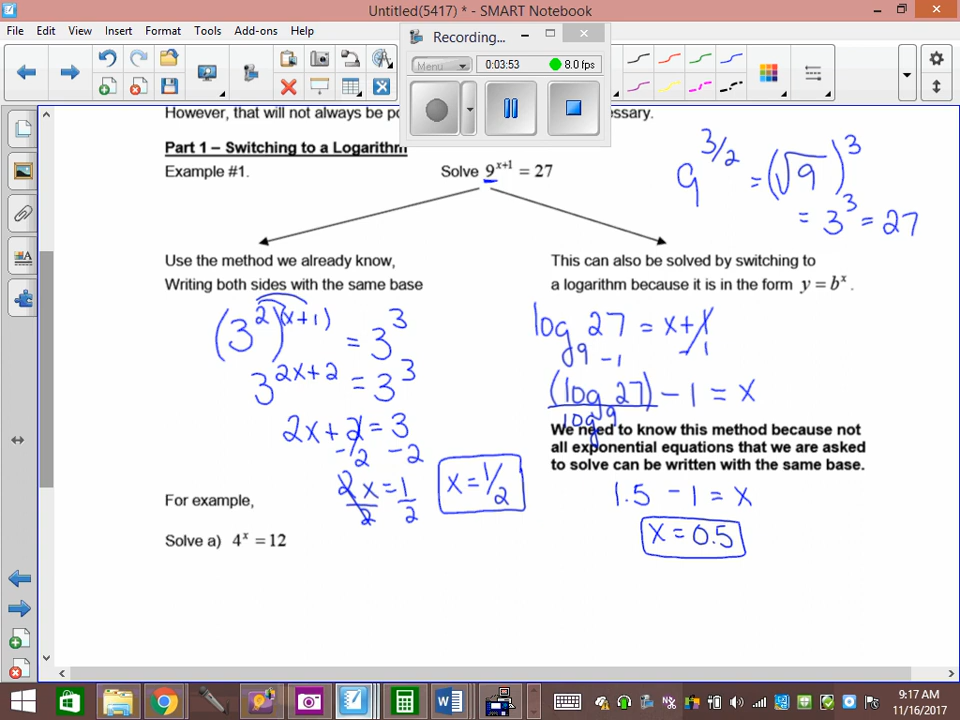 Untitled(5417) * - SMART Notebook
File Edit View Insert Format Tools Add-ons Help
Recording...
Menu 0:03:53 8.0 fps
However, that will not always be po
ssary.
Part 1 – Switching to a Logarithm
Example #1. Solve 9^{x+1} = 27
9^{3/2} = (√9)^3
= 3^3 = 27
Use the method we already know,
Writing both sides with the same base
(3^2)^{(x+1)} = 3^3
3^{2x+2} = 3^3
2x+2 = 3
-2 -2
2x = 1
2 2
x = 1/2
This can also be solved by switching to
a logarithm because it is in the form y = b^x.
log_9 27 = x+1
-1 -1
(log 27) - 1 = x
log 9
We need to know this method because not
all exponential equations that we are asked
to solve can be written with the same base.
1.5 - 1 = x
x = 0.5
For example,
Solve a) 4^x = 12
9:17 AM
11/16/2017